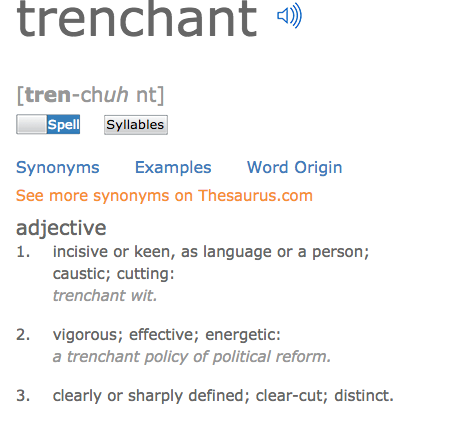 trenchant
[tren-chuh nt]
Spell Syllables
Synonyms Examples Word Origin
See more synonyms on Thesaurus.com
adjective
1. incisive or keen, as language or a person;
caustic; cutting:
trenchant wit.
2. vigorous; effective; energetic:
a trenchant policy of political reform.
3. clearly or sharply defined; clear-cut; distinct.